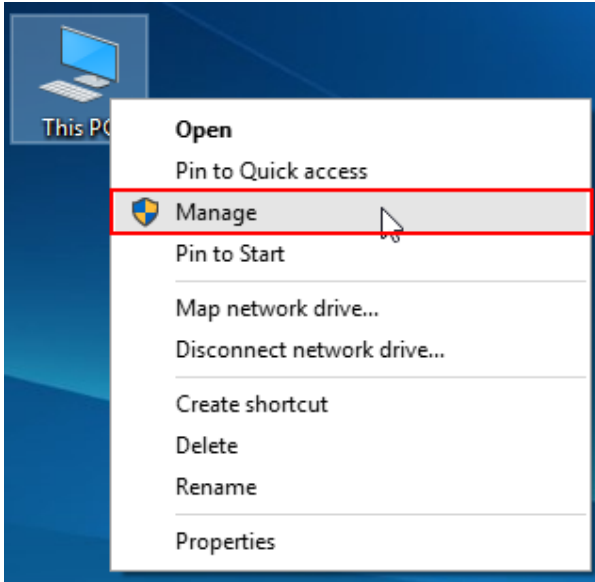 This PC
Open
Pin to Quick access
Manage
Pin to Start
Map network drive...
Disconnect network drive...
Create shortcut
Delete
Rename
Properties